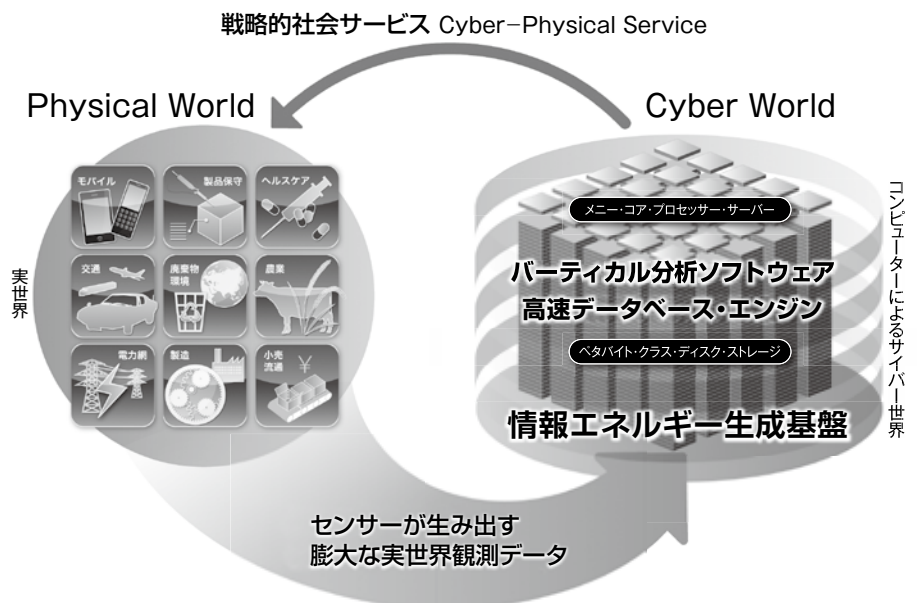 戦略的社会サービス Cyber−Physical Service
Physical World
Cyber World
モバイル
製品保守
ヘルスケア
交通
廃棄物
環境
農業
電力網
製造
小売
流通
¥
実世界
メニー・コア・プロセッサー・サーバー
バーティカル分析ソフトウェア
高速データベース・エンジン
ペタバイト・クラス・ディスク・ストレージ
情報エネルギー生成基盤
コンピューターによるサイバー世界
センサーが生み出す
膨大な実世界観測データ